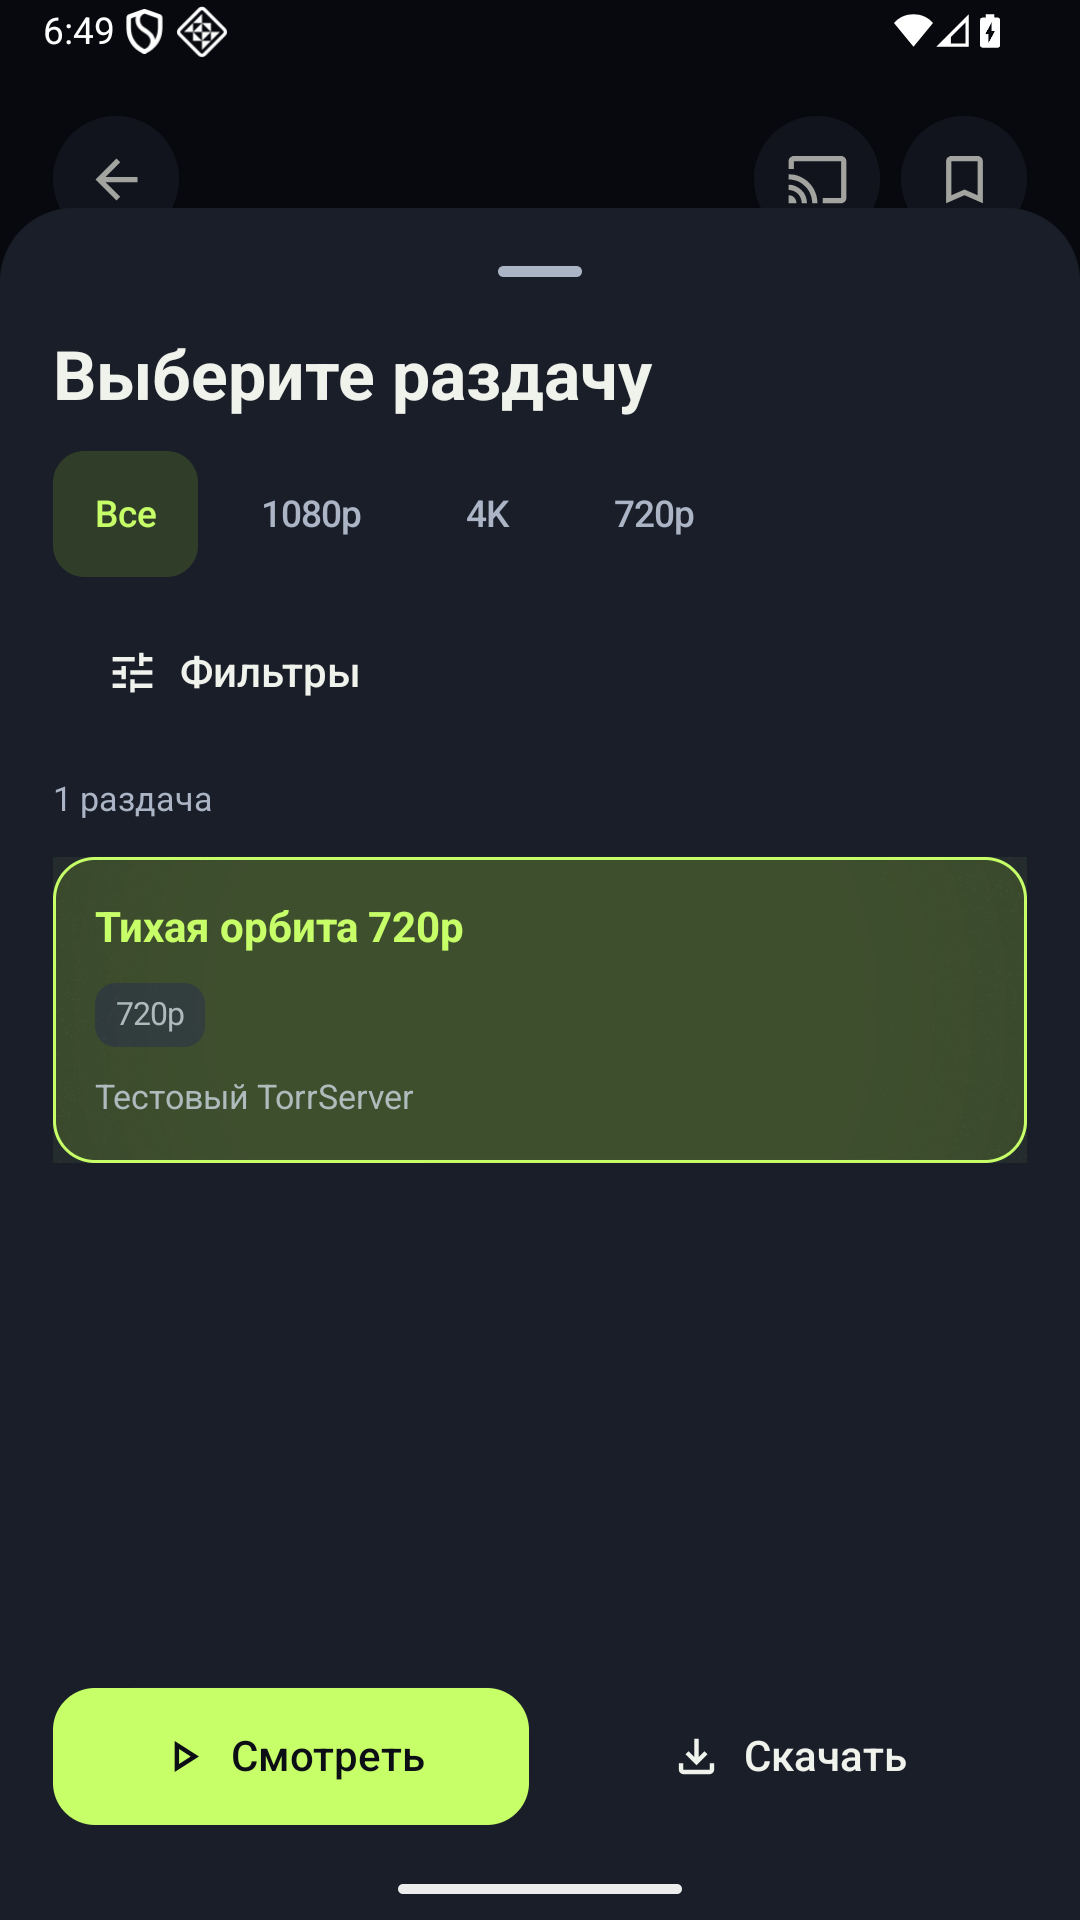 6:49
Выберите раздачу
Все 1080p 4K 720p
Фильтры
1 раздача
Тихая орбита 720p
720p
Тестовый TorrServer
Смотреть Скачать